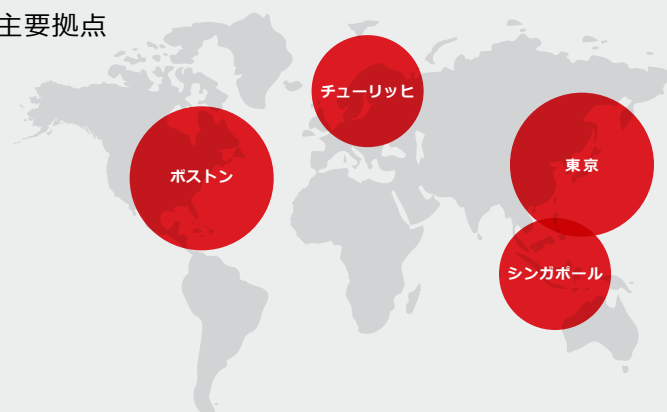 主要拠点
チューリッヒ
ボストン
東京
シンガポール